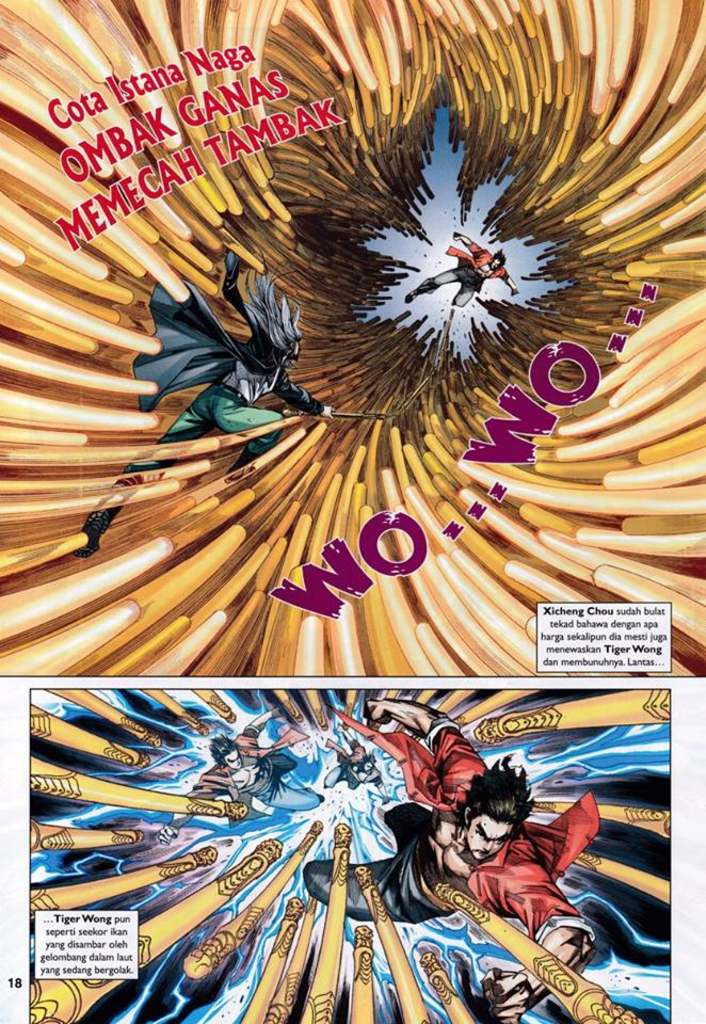 Cota Istana Naga
OMBAK GANAS
MEMECAH TAMBAK
WO...WO...
Xicheng Chou sudah bulat
tekad bahawa dengan apa
harga sekalipun dia mesti juga
menewaskan Tiger Wong
dan membunuhnya. Lantas...
...Tiger Wong pun
seperti seekor ikan
yang disambar oleh
gelombang dalam laut
yang sedang bergolak.
18